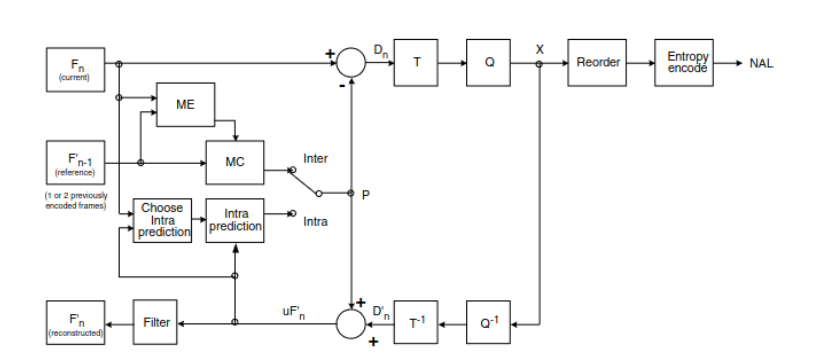 Fn
(current)
+
-
Dn
T
Q
X
Reorder
Entropy
encode
NAL
ME
F'n-1
(reference)
(1 or 2 previously
encoded frames)
MC
Inter
P
Choose
Intra
prediction
Intra
prediction
Intra
F'n
(reconstructed)
Filter
uF'n
+
+
D'n
T-1
Q-1